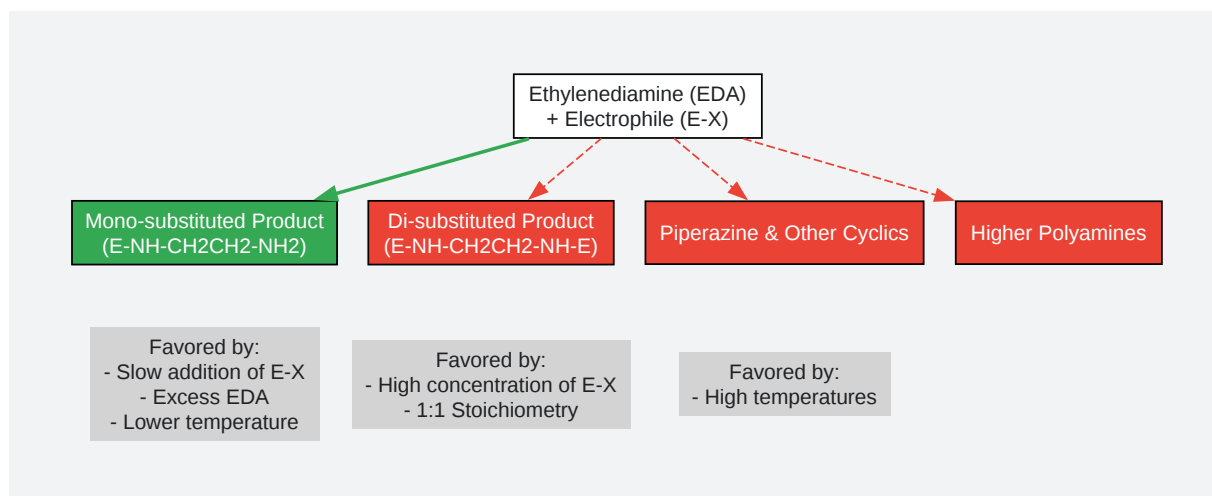 Ethylenediamine (EDA)
+ Electrophile (E-X)
Mono-substituted Product
(E-NH-CH2CH2-NH2)
Di-substituted Product
(E-NH-CH2CH2-NH-E)
Piperazine & Other Cyclics
Higher Polyamines
Favored by:
- Slow addition of E-X
- Excess EDA
- Lower temperature
Favored by:
- High concentration of E-X
- 1:1 Stoichiometry
Favored by:
- High temperatures